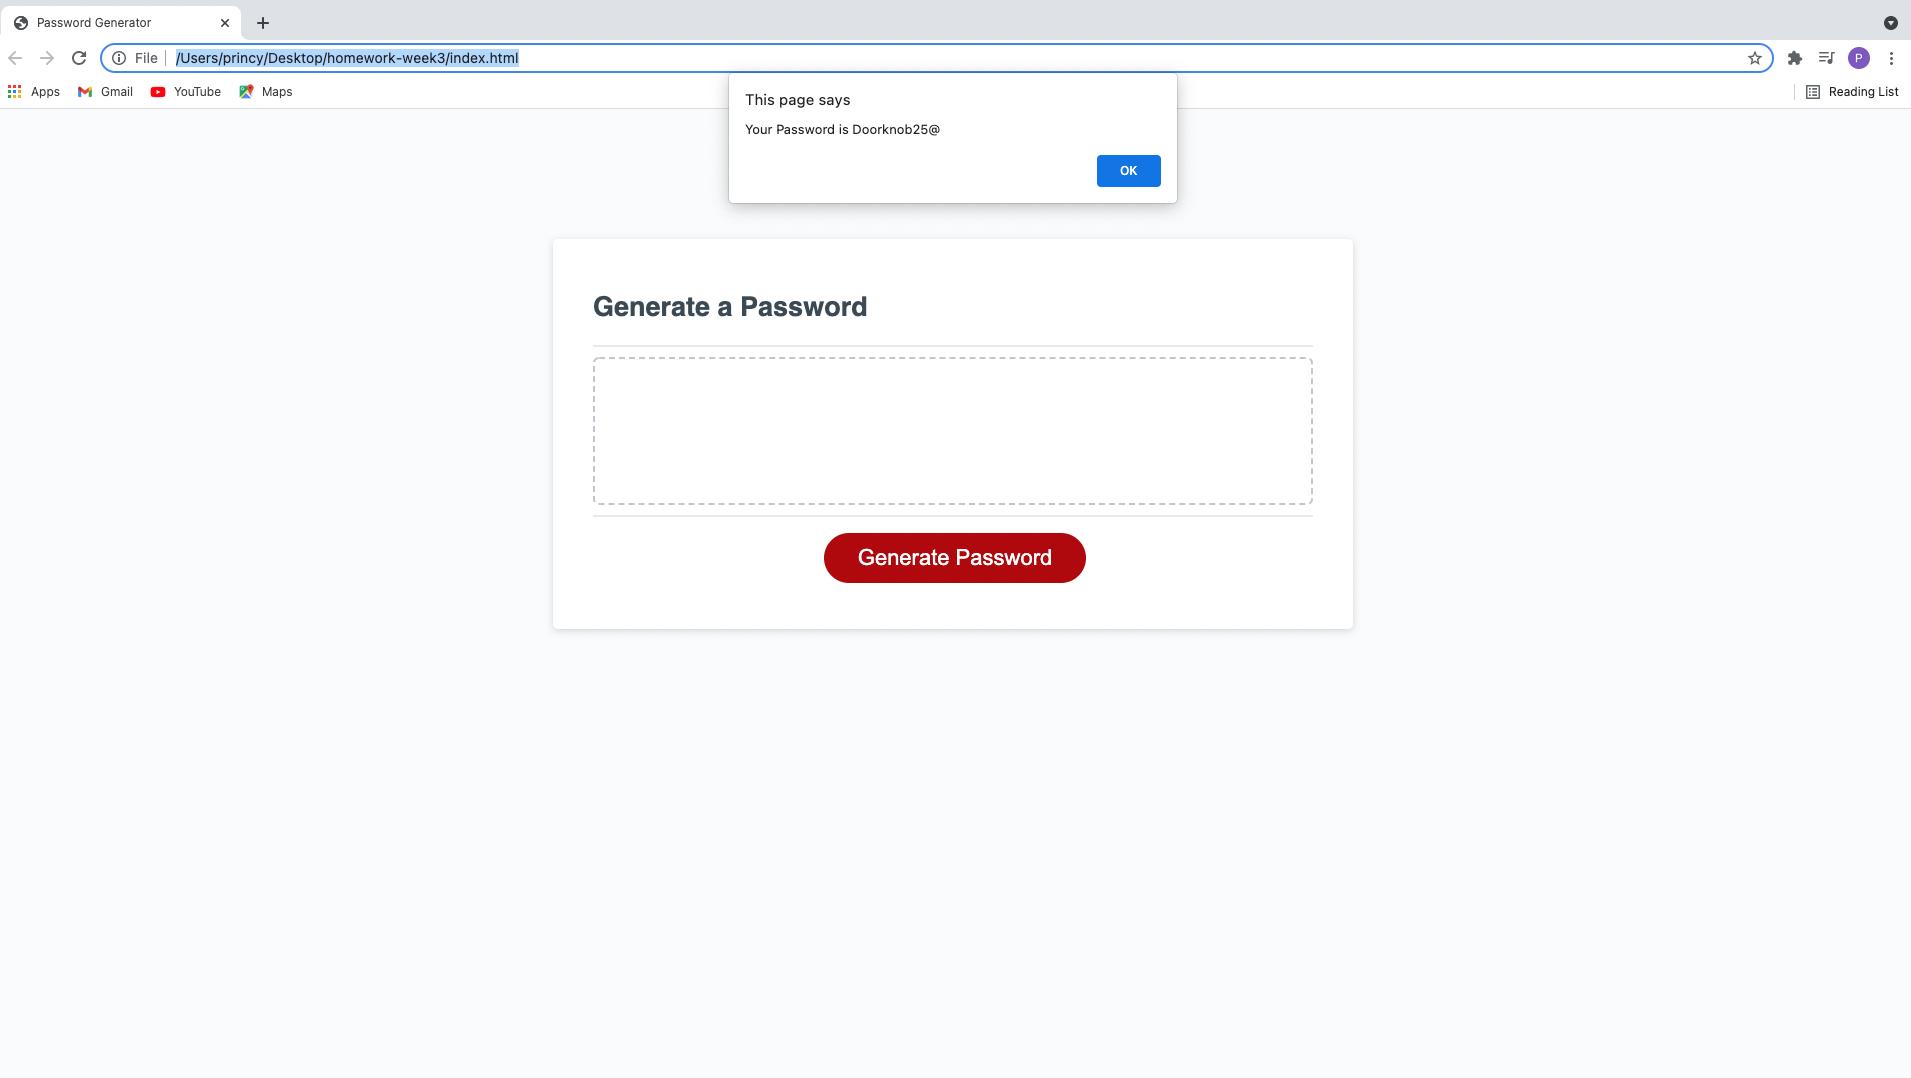 Password Generator
File /Users/princy/Desktop/homework-week3/index.html
P
Apps Gmail YouTube Maps Reading List
This page says
Your Password is Doorknob25@
OK
Generate a Password
Generate Password